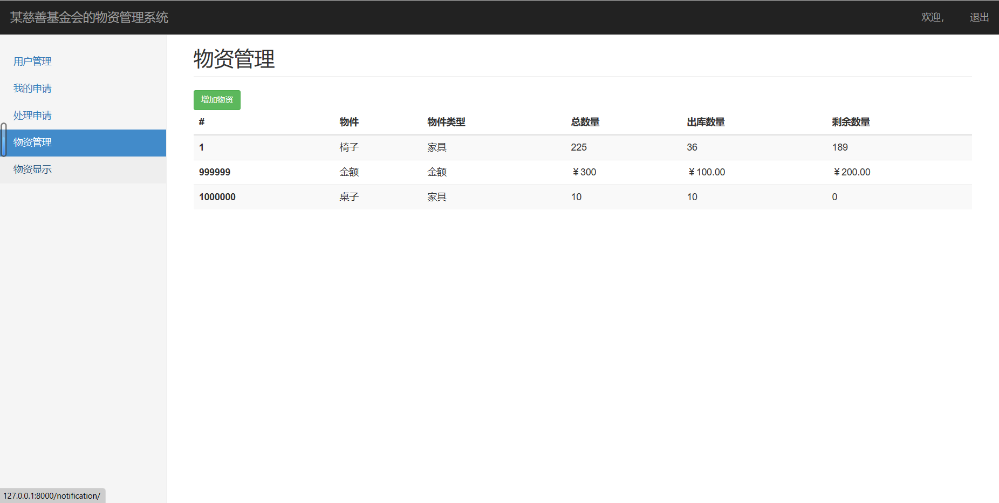 某慈善基金会的物资管理系统 欢迎, 退出
用户管理
我的申请
处理申请
物资管理
物资显示
物资管理
增加物资
# 物件 物件类型 总数量 出库数量 剩余数量
1 椅子 家具 225 36 189
999999 金额 金额 ￥300 ￥100.00 ￥200.00
1000000 桌子 家具 10 10 0
127.0.0.1:8000/notification/